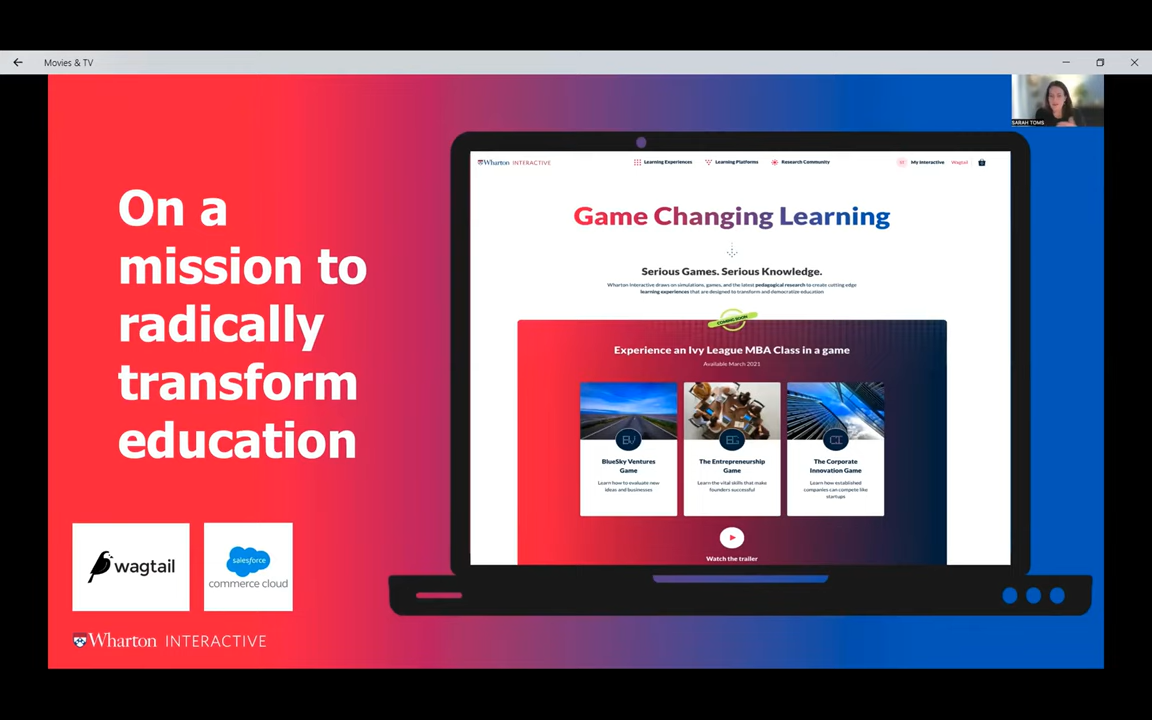 Movies & TV
SARAH TOMS
On a
mission to
radically
transform
education
wagtail
salesforce
commerce cloud
Wharton INTERACTIVE
Wharton INTERACTIVE
Learning Experiences
Learning Platforms
Research Community
My Interactive
Wagtail
Game Changing Learning
Serious Games. Serious Knowledge.
Wharton Interactive draws on simulations, games, and the latest pedagogical research to create cutting edge
learning experiences that are designed to transform and democratize education
COMING SOON
Experience an Ivy League MBA Class in a game
Available March 2021
BV
BlueSky Ventures
Game
Learn how to evaluate new
ideas and businesses
EG
The Entrepreneurship
Game
Learn the vital skills that make
founders successful
CI
The Corporate
Innovation Game
Learn how established
companies can compete like
startups
Watch the trailer